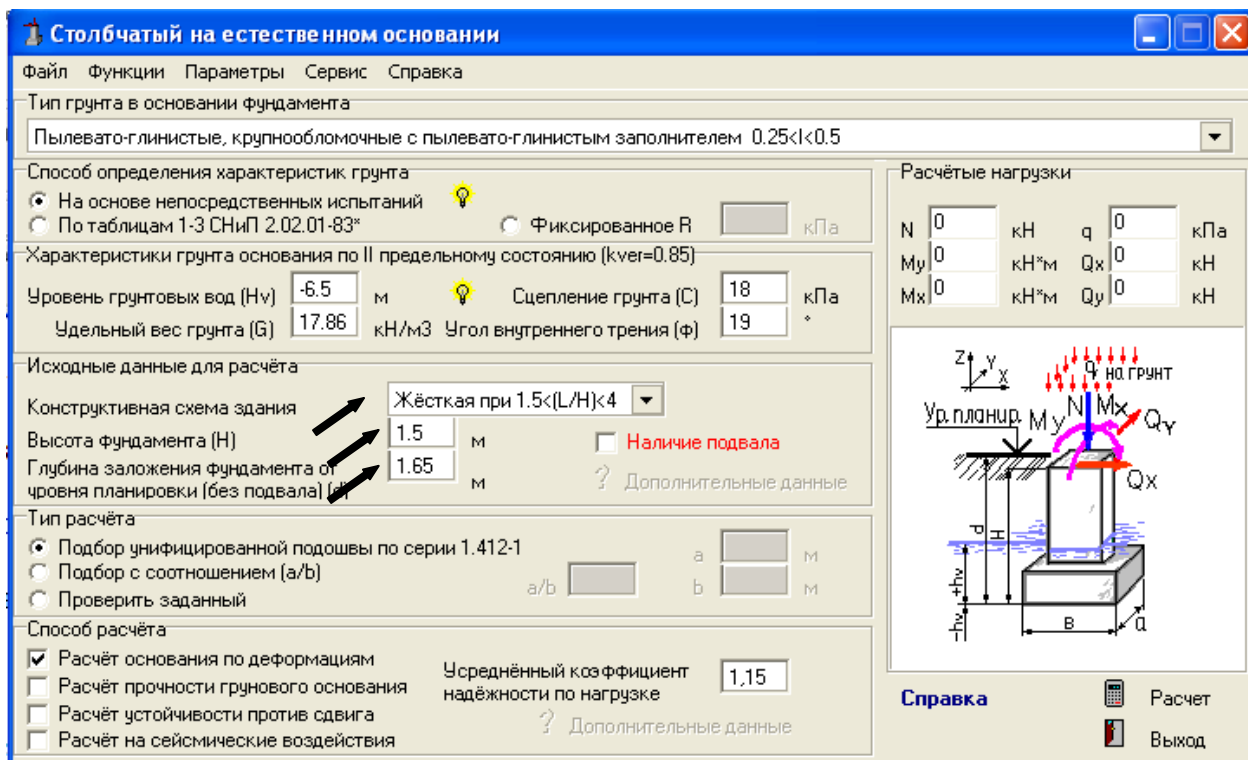 Столбчатый на естественном основании
Файл Функции Параметры Сервис Справка
Тип грунта в основании фундамента
Пылевато-глинистые, крупнообломочные с пылевато-глинистым заполнителем 0.25<I<0.5
Способ определения характеристик грунта
На основе непосредственных испытаний
По таблицам 1-3 СНиП 2.02.01-83* Фиксированное R кПа
Характеристики грунта основания по II предельному состоянию (kver=0.85)
Уровень грунтовых вод (Hv) -6.5 м Сцепление грунта (C) 18 кПа
Удельный вес грунта (G) 17.86 кН/м3 Угол внутреннего трения (φ) 19 °
Исходные данные для расчёта
Конструктивная схема здания Жёсткая при 1.5<(L/H)<4
Высота фундамента (H) 1.5 м Наличие подвала
Глубина заложения фундамента от
уровня планировки (без подвала) (d) 1.65 м ? Дополнительные данные
Тип расчёта
Подбор унифицированной подошвы по серии 1.412-1 a м
Подбор с соотношением (a/b) a/b b м
Проверить заданный
Способ расчёта
Расчёт основания по деформациям
Расчёт прочности грунового основания
Расчёт устойчивости против сдвига
Расчёт на сейсмические воздействия
Усреднённый коэффициент
надёжности по нагрузке 1,15
? Дополнительные данные
Расчётые нагрузки
N 0 кН q 0 кПа
My 0 кН*м Qx 0 кН
Mx 0 кН*м Qy 0 кН
Z Y X
q на грунт
Ур.планир. My N Mx QY
Qx
d H
+hv
-hv
B a
Справка Расчет
Выход